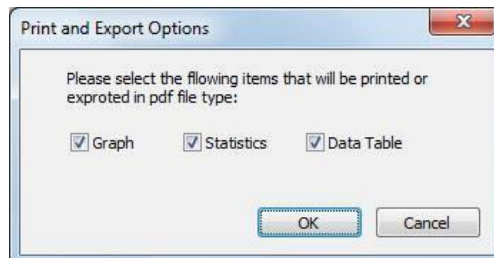 Print and Export Options
Please select the fllowing items that will be printed or
exproted in pdf file type:
Graph Statistics Data Table
OK Cancel